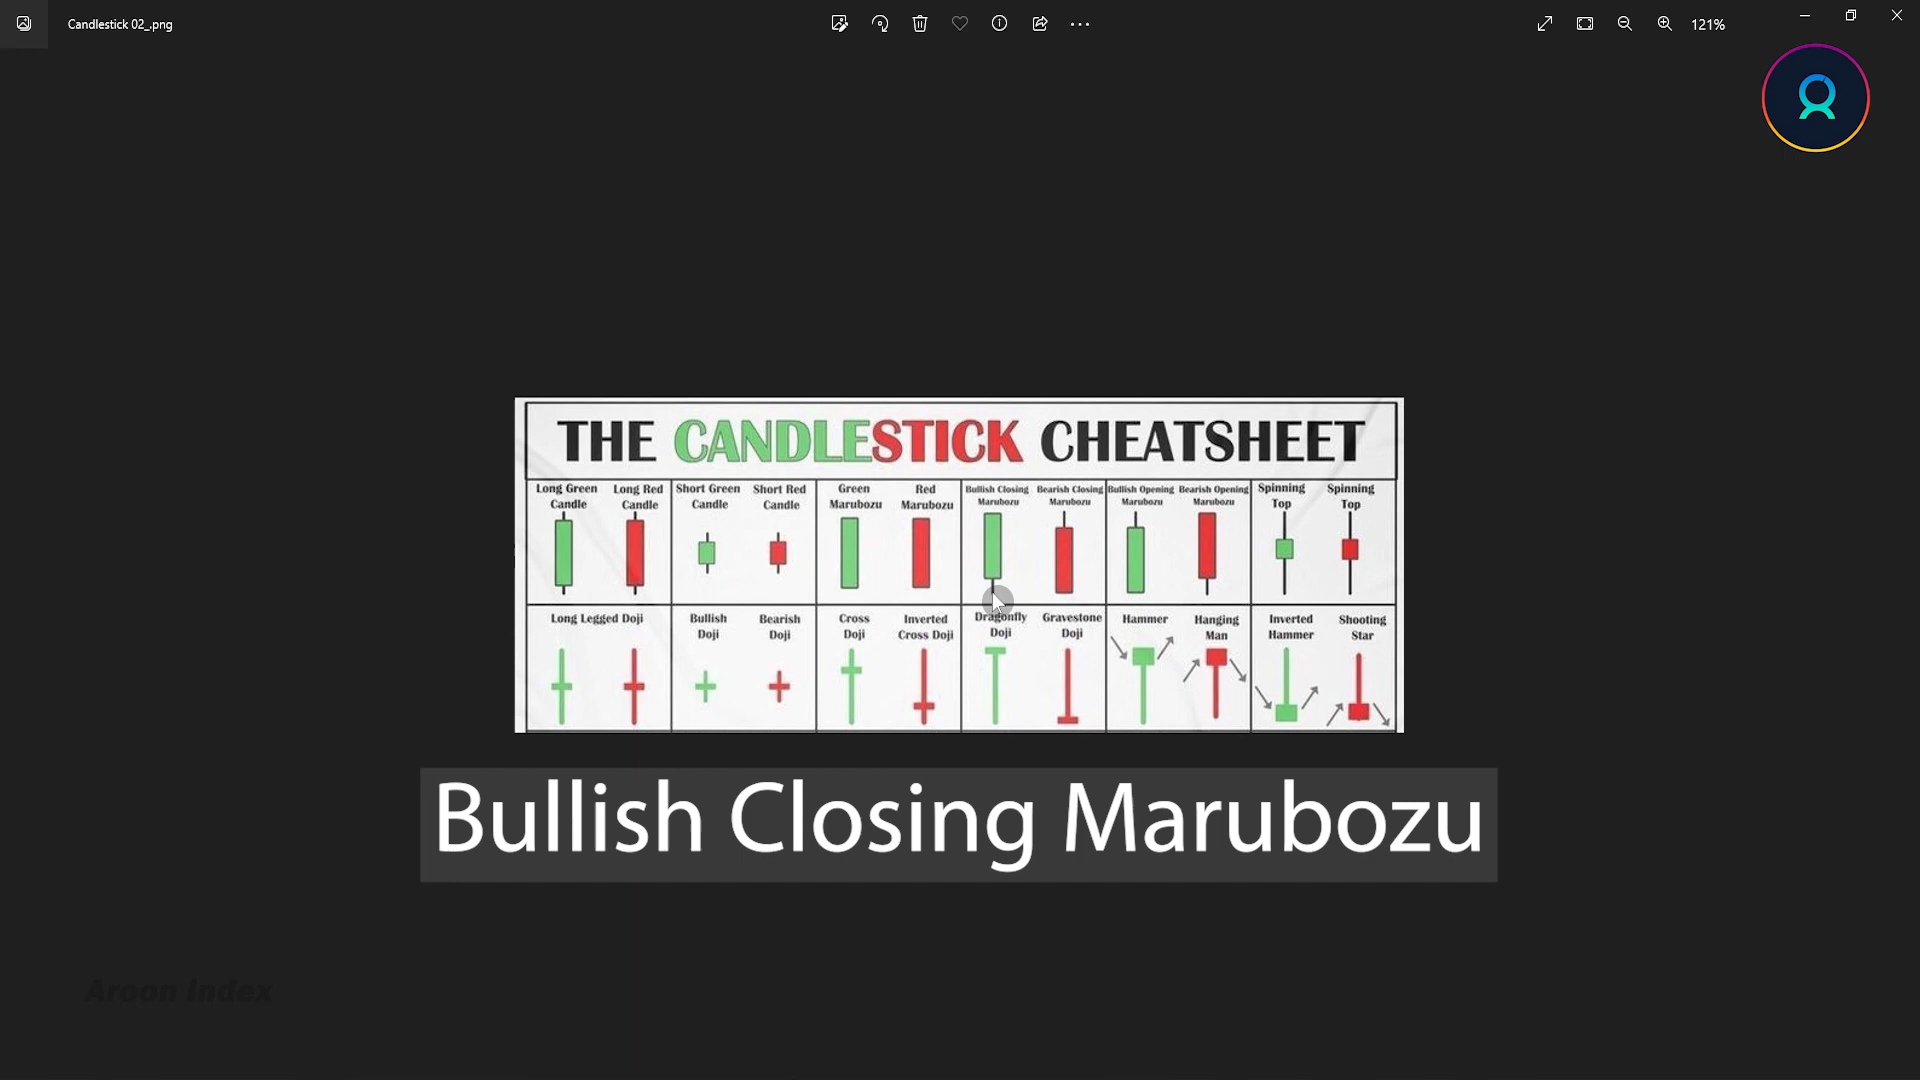 Candlestick 02_.png
121%
THE CANDLESTICK CHEATSHEET
Long Green Candle
Long Red Candle
Short Green Candle
Short Red Candle
Green Marubozu
Red Marubozu
Bullish Closing Marubozu
Bearish Closing Marubozu
Bullish Opening Marubozu
Bearish Opening Marubozu
Spinning Top
Spinning Top
Long Legged Doji
Bullish Doji
Bearish Doji
Cross Doji
Inverted Cross Doji
Dragonfly Doji
Gravestone Doji
Hammer
Hanging Man
Inverted Hammer
Shooting Star
Bullish Closing Marubozu
Aroon Index